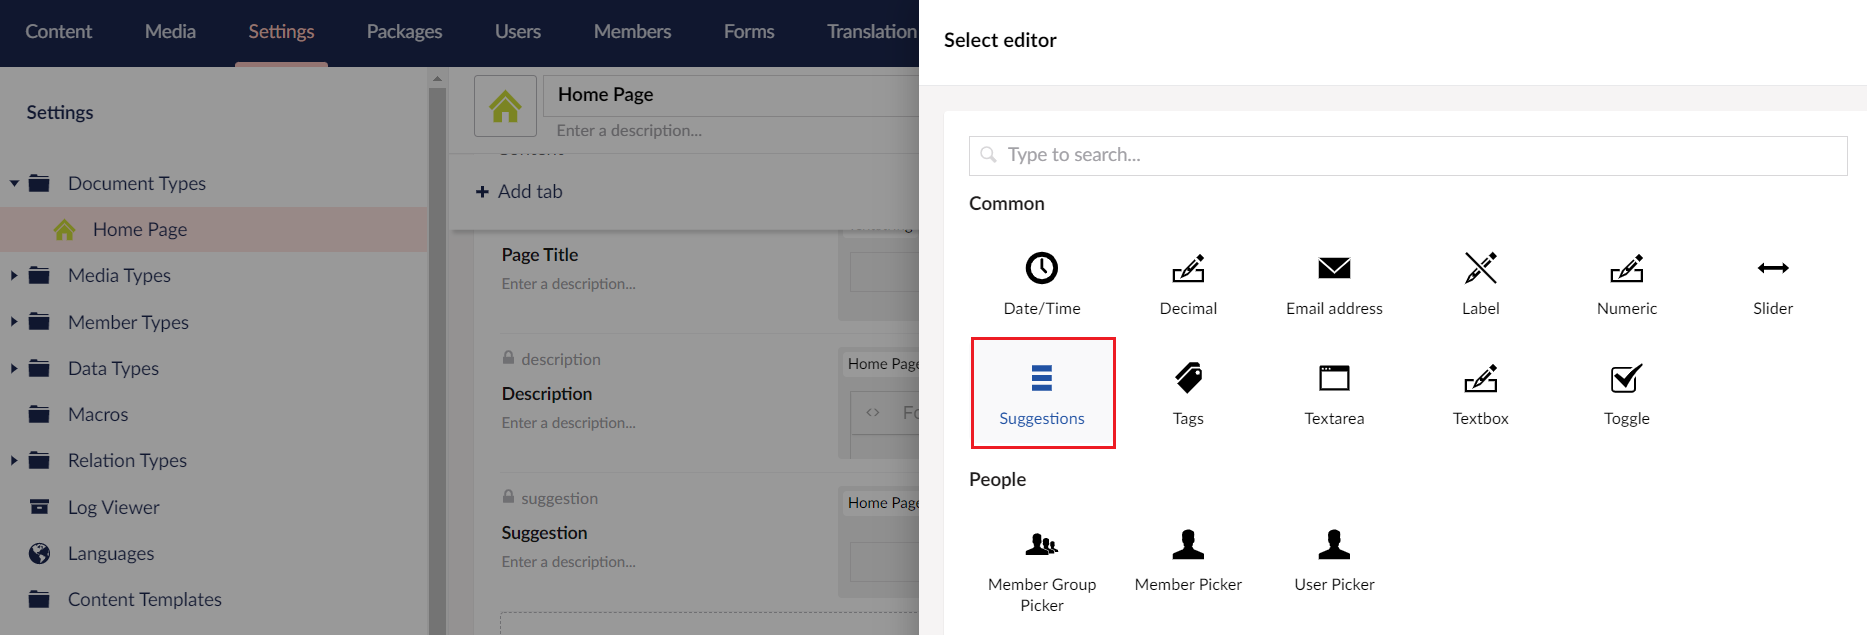 Content Media Settings Packages Users Members Forms Translation
Settings
Document Types
Home Page
Media Types
Member Types
Data Types
Macros
Relation Types
Log Viewer
Languages
Content Templates
Home Page
Enter a description...
Add tab
Page Title
Enter a description...
description
Description
Enter a description...
Home Page
<> Fo
suggestion
Suggestion
Enter a description...
Home Page
Select editor
Type to search...
Common
Date/Time Decimal Email address Label Numeric Slider
Suggestions Tags Textarea Textbox Toggle
People
Member Group Member Picker User Picker
Picker